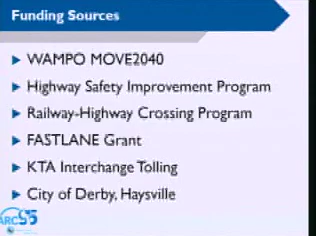 Funding Sources
WAMPO MOVE2040
Highway Safety Improvement Program
Railway-Highway Crossing Program
FASTLANE Grant
KTA Interchange Tolling
City of Derby, Haysville
ARC95